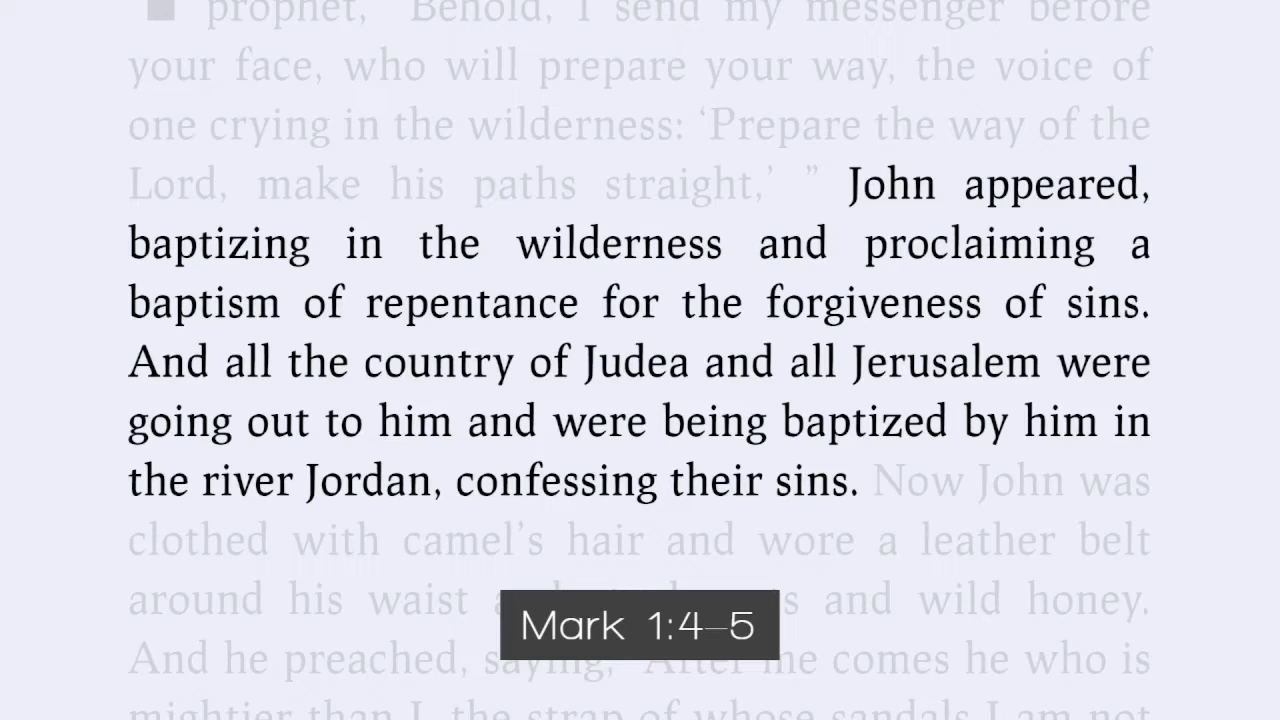 prophet, “Behold, I send my messenger before
your face, who will prepare your way, the voice of
one crying in the wilderness: ‘Prepare the way of the
Lord, make his paths straight,’ ” John appeared,
baptizing in the wilderness and proclaiming a
baptism of repentance for the forgiveness of sins.
And all the country of Judea and all Jerusalem were
going out to him and were being baptized by him in
the river Jordan, confessing their sins. Now John was
clothed with camel’s hair and wore a leather belt
around his waist and wild honey.
Mark 1:4–5
And he preached, saying, “After me comes he who is
mightier than I, the strap of whose sandals I am not